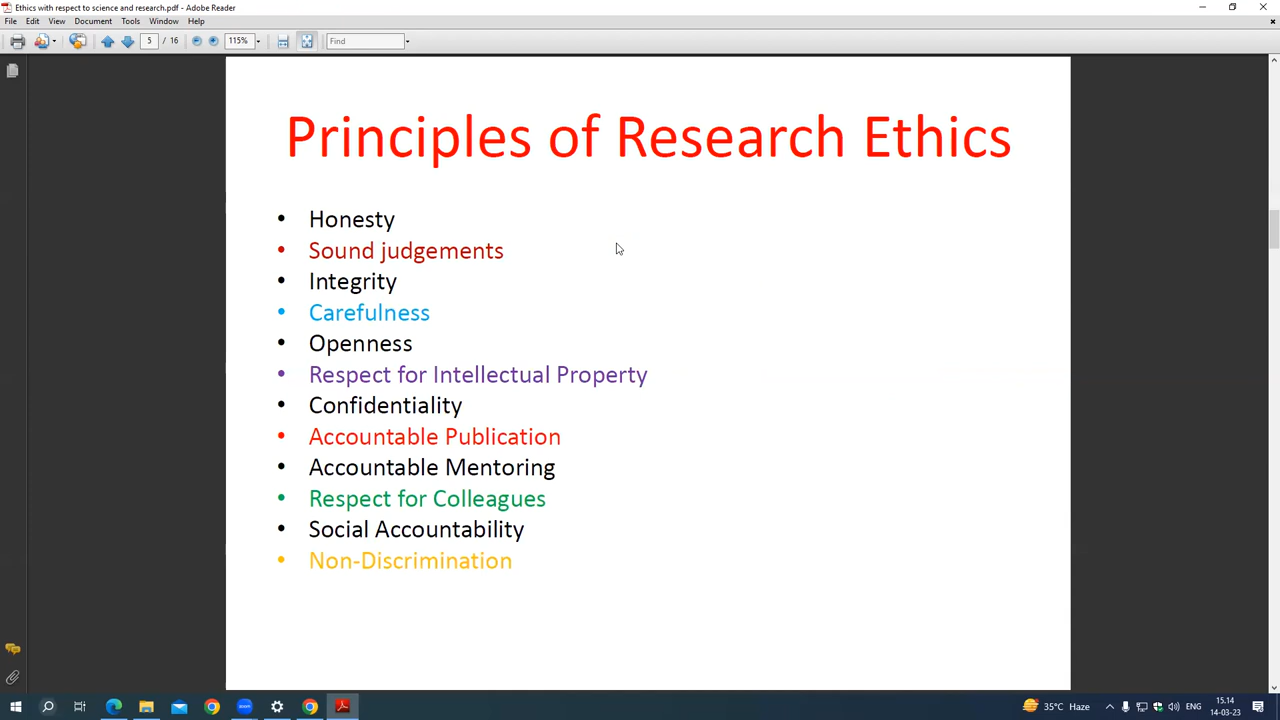 Ethics with respect to science and research.pdf - Adobe Reader
File Edit View Document Tools Window Help
5 / 16 115% Find
Principles of Research Ethics
• Honesty
• Sound judgements
• Integrity
• Carefulness
• Openness
• Respect for Intellectual Property
• Confidentiality
• Accountable Publication
• Accountable Mentoring
• Respect for Colleagues
• Social Accountability
• Non-Discrimination
zoom
35°C Haze ENG
15.14
14-03-23